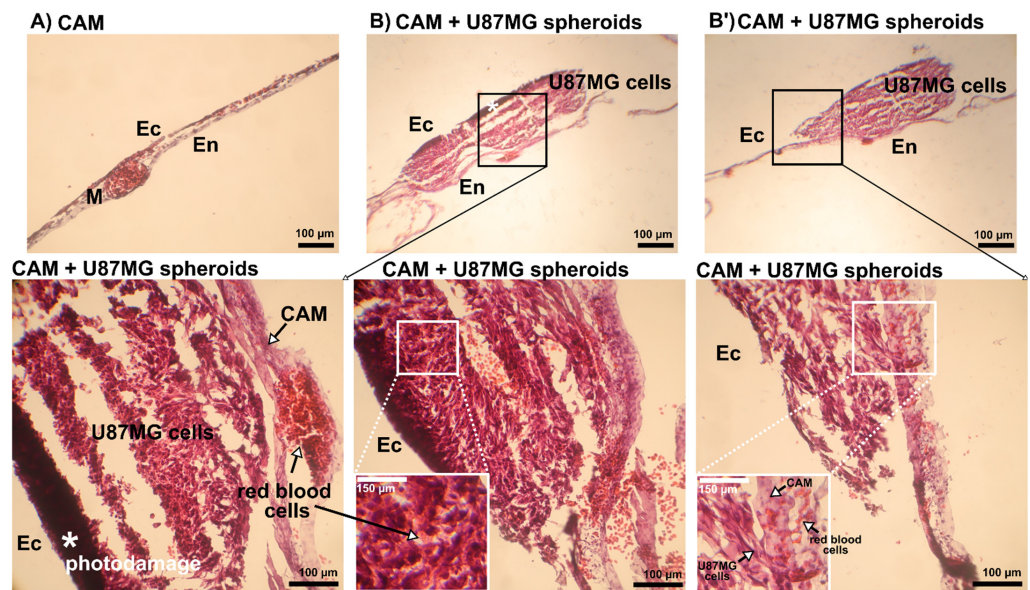 A) CAM
B) CAM + U87MG spheroids
B') CAM + U87MG spheroids
Ec
En
M
100 µm
U87MG cells
*
Ec
En
100 µm
U87MG cells
Ec
En
100 µm
CAM + U87MG spheroids
CAM
U87MG cells
red blood
cells
Ec
*
photodamage
100 µm
CAM + U87MG spheroids
Ec
150 µm
100 µm
CAM + U87MG spheroids
Ec
150 µm
CAM
red blood
cells
U87MG
cells
100 µm